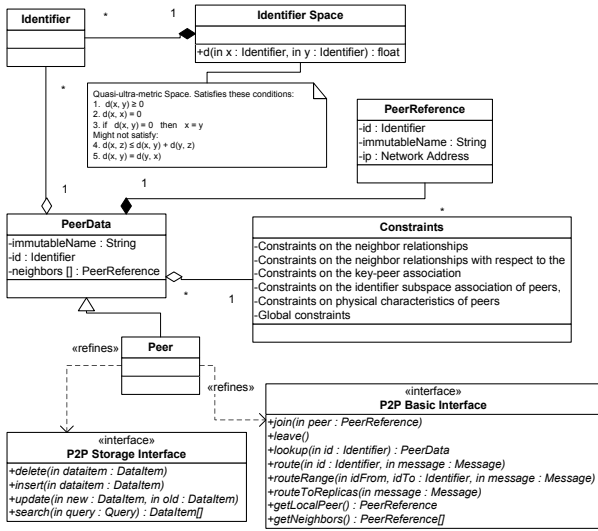 Identifier
1
Identifier Space
*
+d(in x : Identifier, in y : Identifier) : float
*
Quasi-ultra-metric Space. Satisfies these conditions:
1. d(x, y) ≥ 0
2. d(x, x) = 0
3. if d(x, y) = 0 then x = y
Might not satisfy:
4. d(x, z) ≤ d(x, y) + d(y, z)
5. d(x, y) = d(y, x)
PeerReference
-id : Identifier
-immutableName : String
-ip : Network Address
1
1
*
PeerData
-immutableName : String
-id : Identifier
-neighbors [] : PeerReference
*
1
Constraints
-Constraints on the neighbor relationships
-Constraints on the neighbor relationships with respect to the
-Constraints on the key-peer association
-Constraints on the identifier subspace association of peers,
-Constraints on physical characteristics of peers
-Global constraints
«refines»
Peer
«refines»
«interface»
P2P Storage Interface
+delete(in dataitem : DataItem)
+insert(in dataitem : DataItem)
+update(in new : DataItem, in old : DataItem)
+search(in query : Query) : DataItem[]
«interface»
P2P Basic Interface
+join(in peer : PeerReference)
+leave()
+lookup(in id : Identifier) : PeerData
+route(in id : Identifier, in message : Message)
+routeRange(in idFrom, idTo : Identifier, in message : Message)
+routeToReplicas(in message : Message)
+getLocalPeer() : PeerReference
+getNeighbors() : PeerReference[]